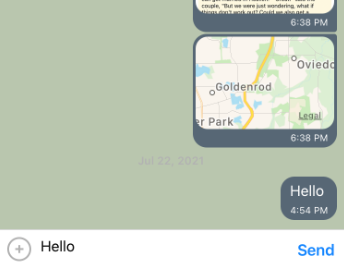 couple, "But we were just wondering, what if
things don't work out? Could we also get a
6:38 PM
Oviedo
Goldenrod
er Park
Legal
6:38 PM
Jul 22, 2021
Hello
4:54 PM
Hello
Send